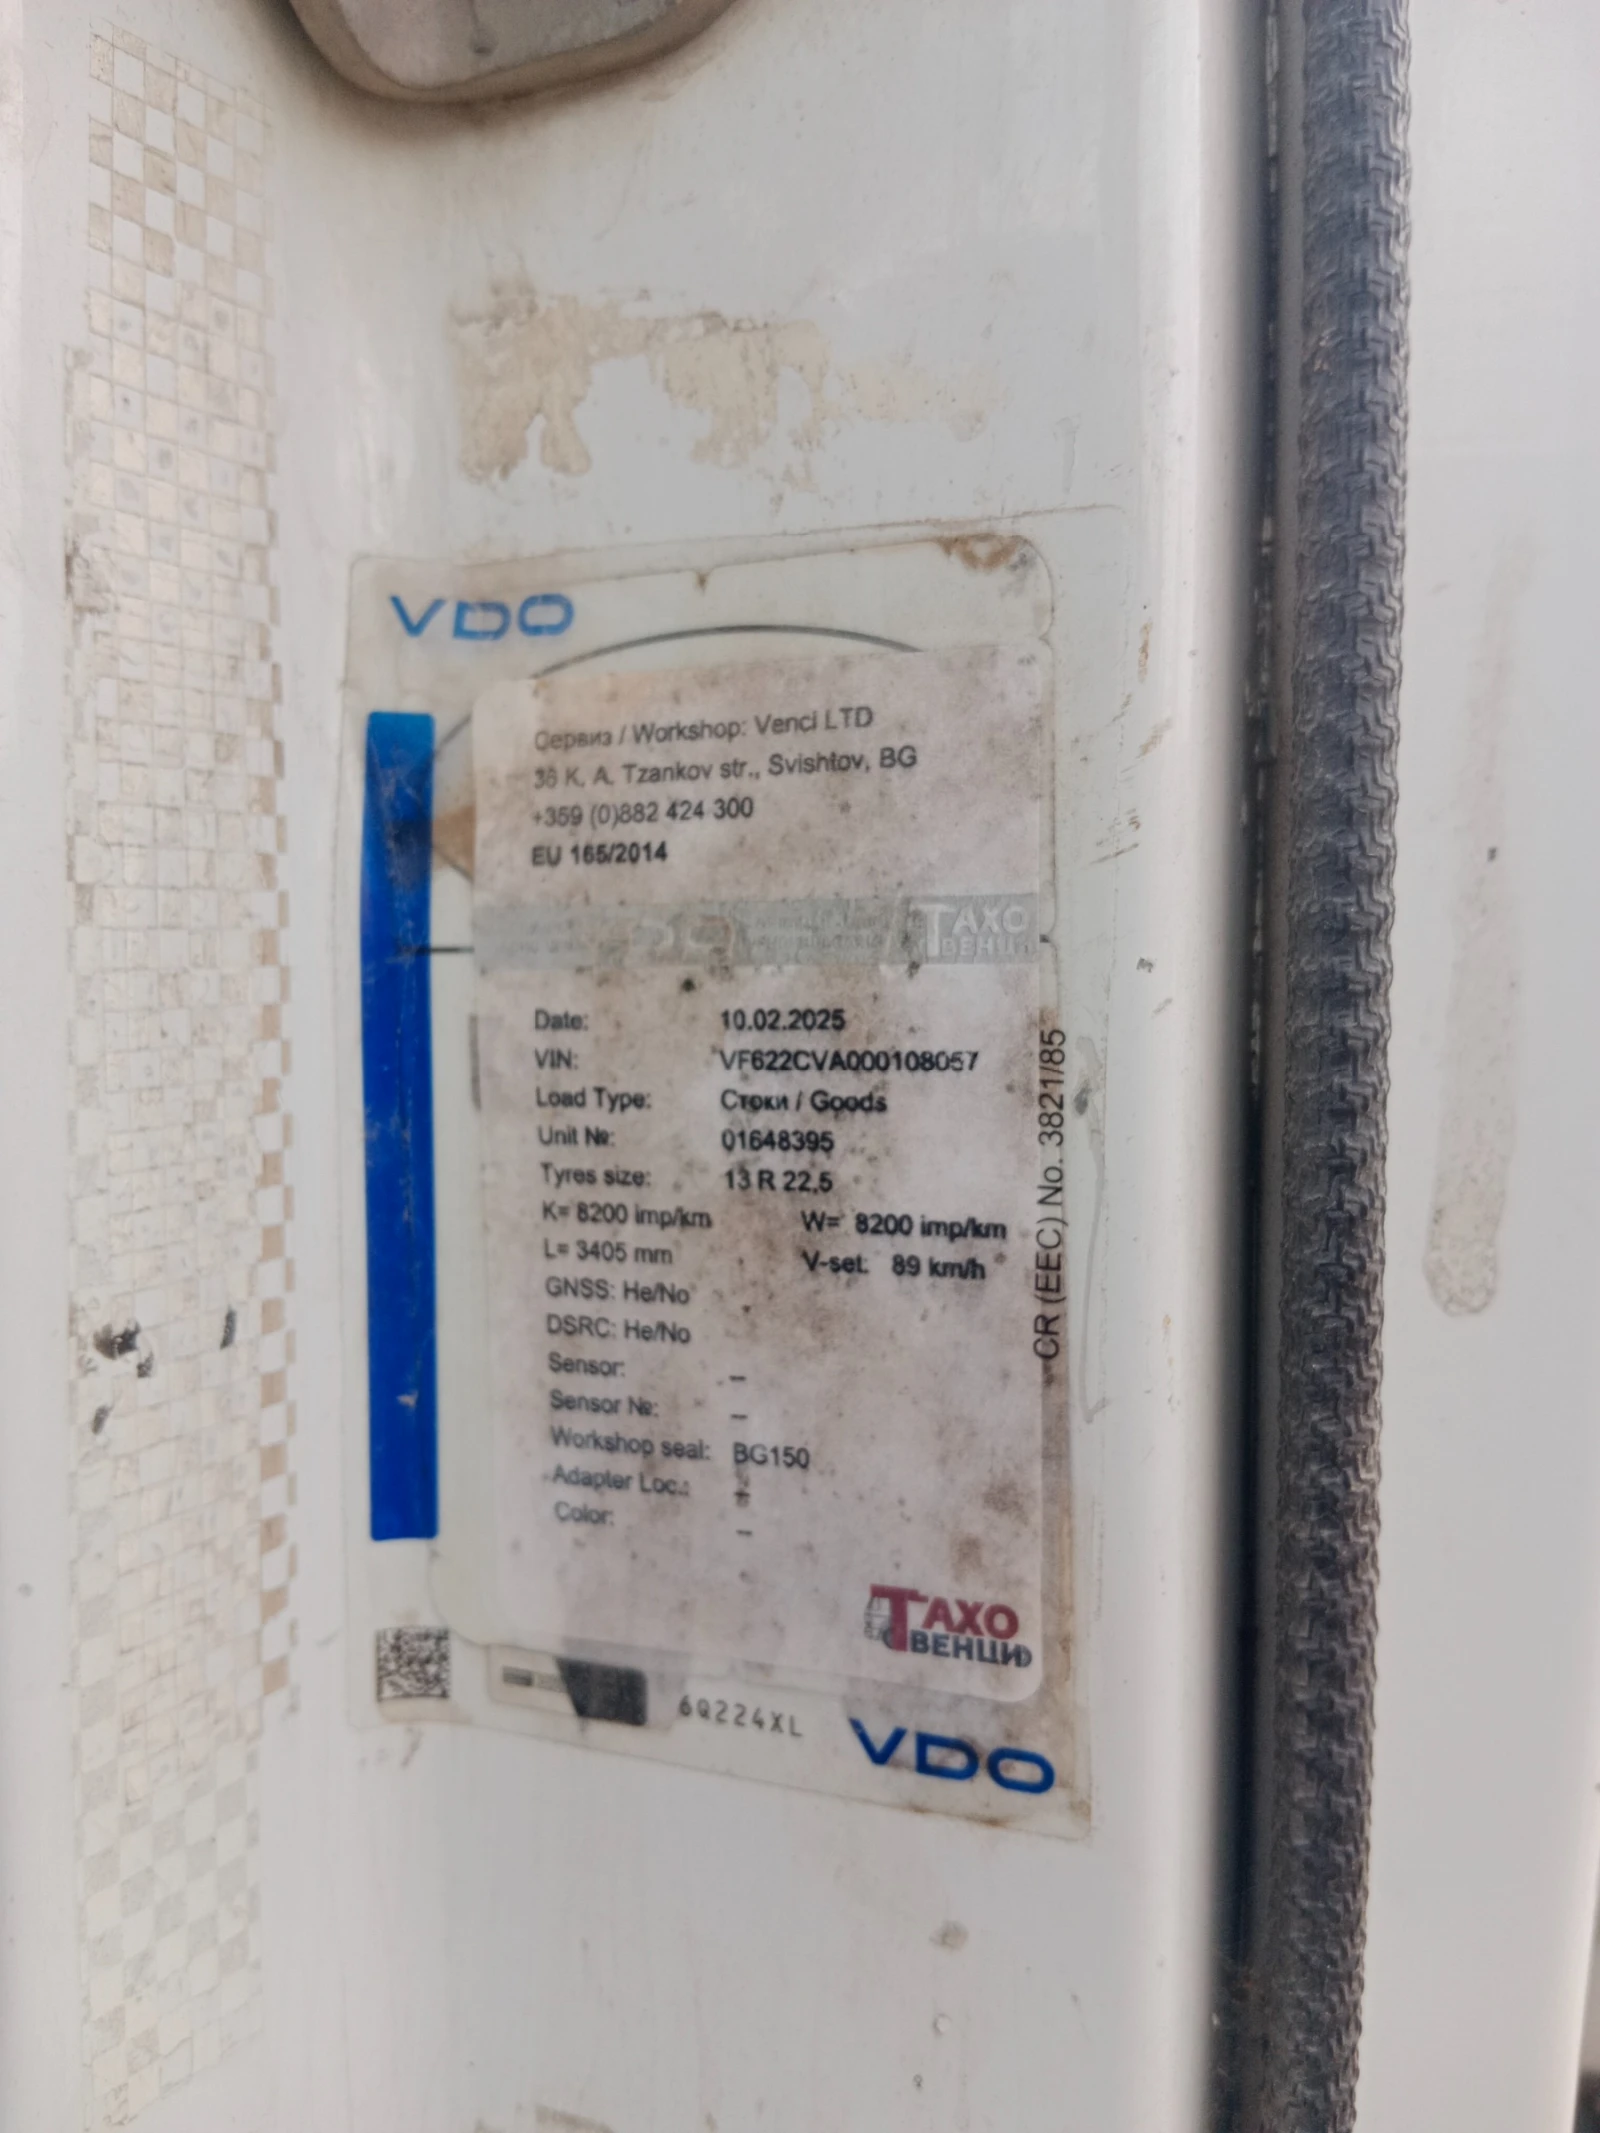 VDO
Сервиз / Workshop: Venci LTD
38 K. A. Tzankov str., Svishtov, BG
+359 (0)882 424 300
EU 165/2014
ТАХО
ВЕНЦИ
Date: 10.02.2025
VIN: VF622CVA000108057
Load Type: Стоки / Goods
Unit №: 01648395
Tyres size: 13 R 22,5
K= 8200 imp/km W= 8200 imp/km
L= 3405 mm V-set: 89 km/h
GNSS: Не/No
DSRC: Не/No
Sensor: –
Sensor №: –
Workshop seal: BG150
Adapter Loc.:
Color: –
CR (EEC) No. 3821/85
ТАХО
ВЕНЦИ
6Q224XL
VDO